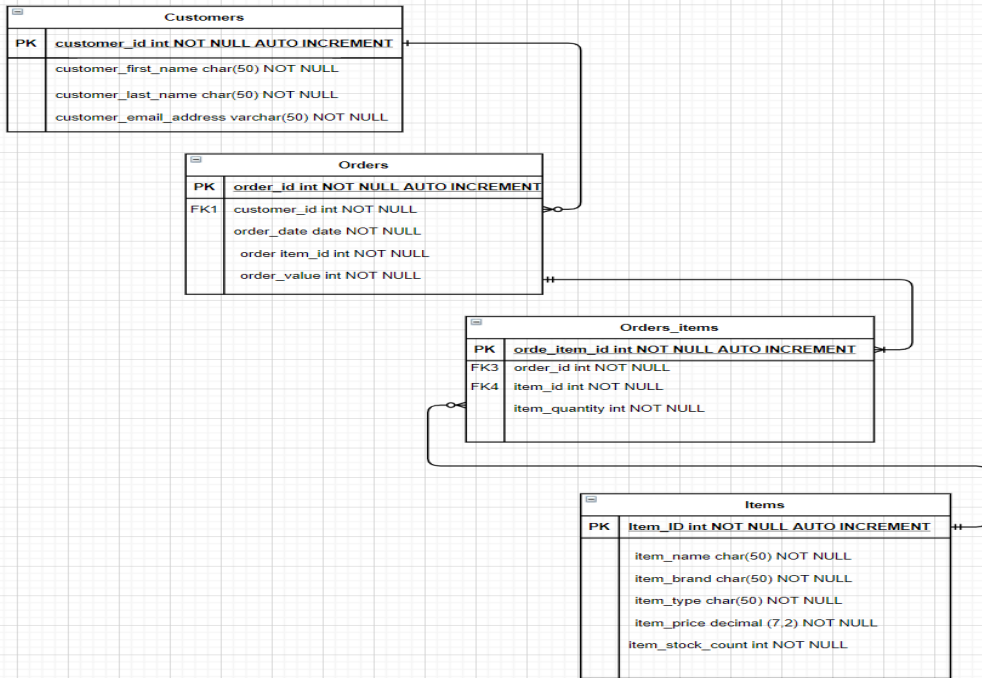 Customers
PK customer_id int NOT NULL AUTO INCREMENT
customer_first_name char(50) NOT NULL
customer_last_name char(50) NOT NULL
customer_email_address varchar(50) NOT NULL
Orders
PK order_id int NOT NULL AUTO INCREMENT
FK1 customer_id int NOT NULL
order_date date NOT NULL
order item_id int NOT NULL
order_value int NOT NULL
Orders_items
PK orde_item_id int NOT NULL AUTO INCREMENT
FK3 order_id int NOT NULL
FK4 item_id int NOT NULL
item_quantity int NOT NULL
Items
PK Item_ID int NOT NULL AUTO INCREMENT
item_name char(50) NOT NULL
item_brand char(50) NOT NULL
item_type char(50) NOT NULL
item_price decimal (7,2) NOT NULL
item_stock_count int NOT NULL